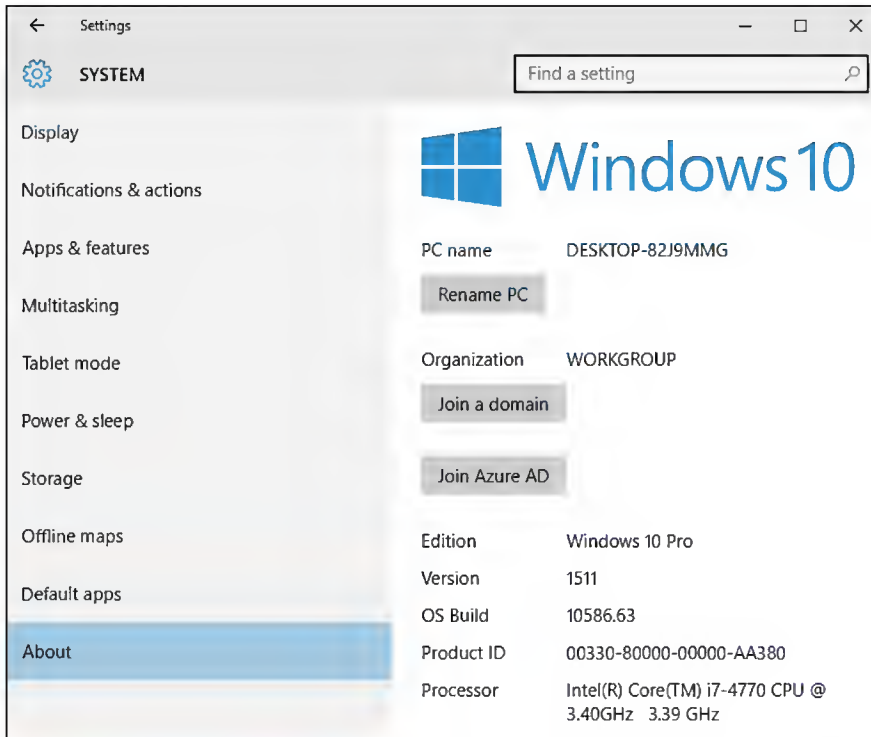 Settings
SYSTEM
Find a setting
Display
Notifications & actions
Apps & features
Multitasking
Tablet mode
Power & sleep
Storage
Offline maps
Default apps
About
Windows 10
PC name DESKTOP-82J9MMG
Rename PC
Organization WORKGROUP
Join a domain
Join Azure AD
Edition Windows 10 Pro
Version 1511
OS Build 10586.63
Product ID 00330-80000-00000-AA380
Processor Intel(R) Core(TM) i7-4770 CPU @
3.40GHz 3.39 GHz